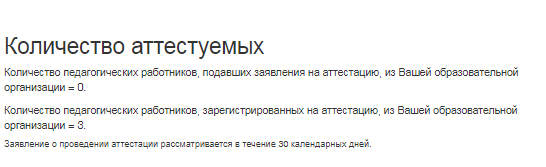 Количество аттестуемых
Количество педагогических работников, подавших заявления на аттестацию, из Вашей образовательной
организации = 0.
Количество педагогических работников, зарегистрированных на аттестацию, из Вашей образовательной
организации = 3.
Заявление о проведении аттестации рассматривается в течение 30 календарных дней.